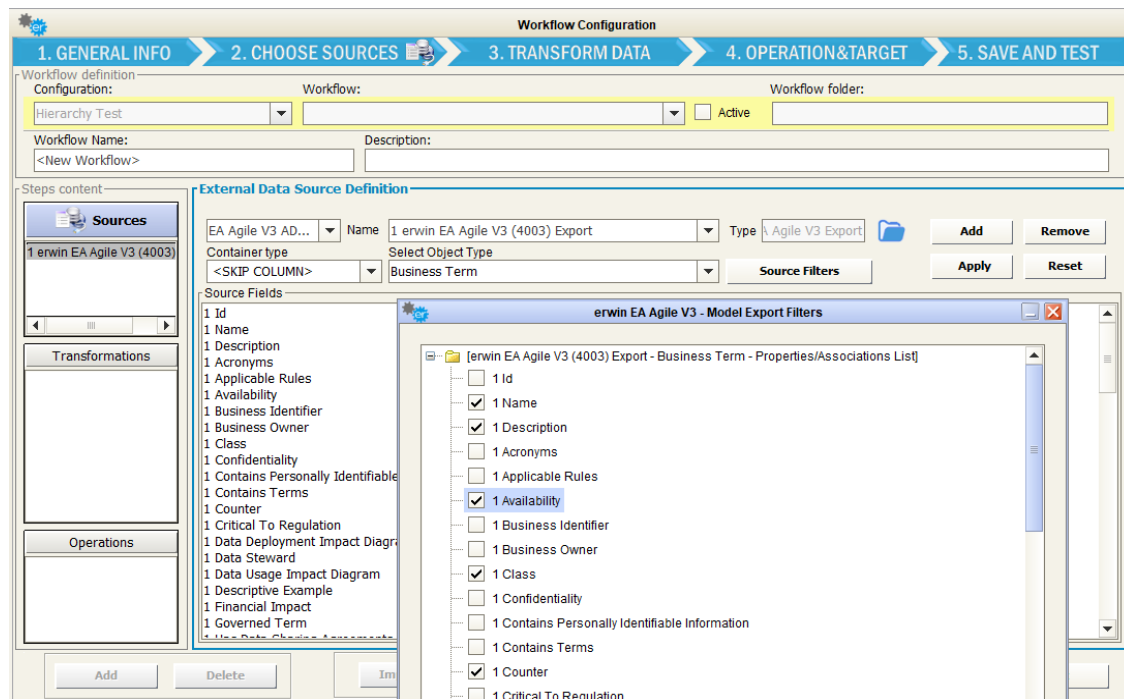 Workflow Configuration
1. GENERAL INFO
2. CHOOSE SOURCES
3. TRANSFORM DATA
4. OPERATION&TARGET
5. SAVE AND TEST
Workflow definition
Configuration:
Workflow:
Workflow folder:
Hierarchy Test
Active
Workflow Name:
Description:
<New Workflow>
Steps content
Sources
1 erwin EA Agile V3 (4003)
Transformations
Operations
External Data Source Definition
EA Agile V3 AD...
Name
1 erwin EA Agile V3 (4003) Export
Type
Agile V3 Export
Add
Remove
Container type
Select Object Type
<SKIP COLUMN>
Business Term
Source Filters
Apply
Reset
Source Fields
1 Id
1 Name
1 Description
1 Acronyms
1 Applicable Rules
1 Availability
1 Business Identifier
1 Business Owner
1 Class
1 Confidentiality
1 Contains Personally Identifiable
1 Contains Terms
1 Counter
1 Critical To Regulation
1 Data Deployment Impact Diagra
1 Data Steward
1 Data Usage Impact Diagram
1 Descriptive Example
1 Financial Impact
1 Governed Term
erwin EA Agile V3 - Model Export Filters
[erwin EA Agile V3 (4003) Export - Business Term - Properties/Associations List]
1 Id
1 Name
1 Description
1 Acronyms
1 Applicable Rules
1 Availability
1 Business Identifier
1 Business Owner
1 Class
1 Confidentiality
1 Contains Personally Identifiable Information
1 Contains Terms
1 Counter
1 Critical To Regulation
Add
Delete
Im